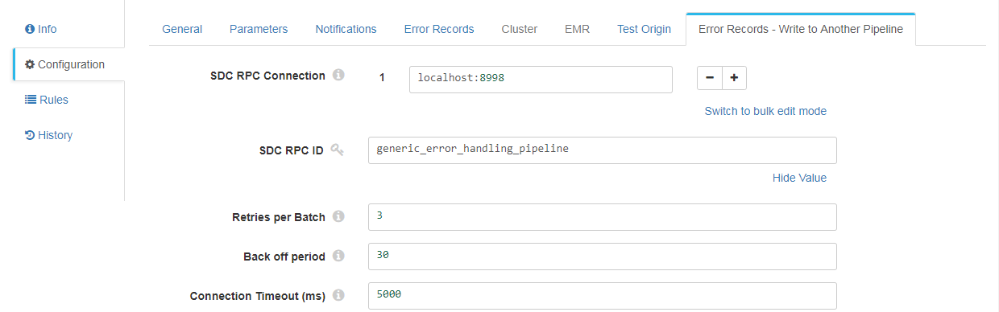 Info
Configuration
Rules
History
General Parameters Notifications Error Records Cluster EMR Test Origin Error Records - Write to Another Pipeline
SDC RPC Connection 1 localhost:8998 − +
Switch to bulk edit mode
SDC RPC ID generic_error_handling_pipeline
Hide Value
Retries per Batch 3
Back off period 30
Connection Timeout (ms) 5000